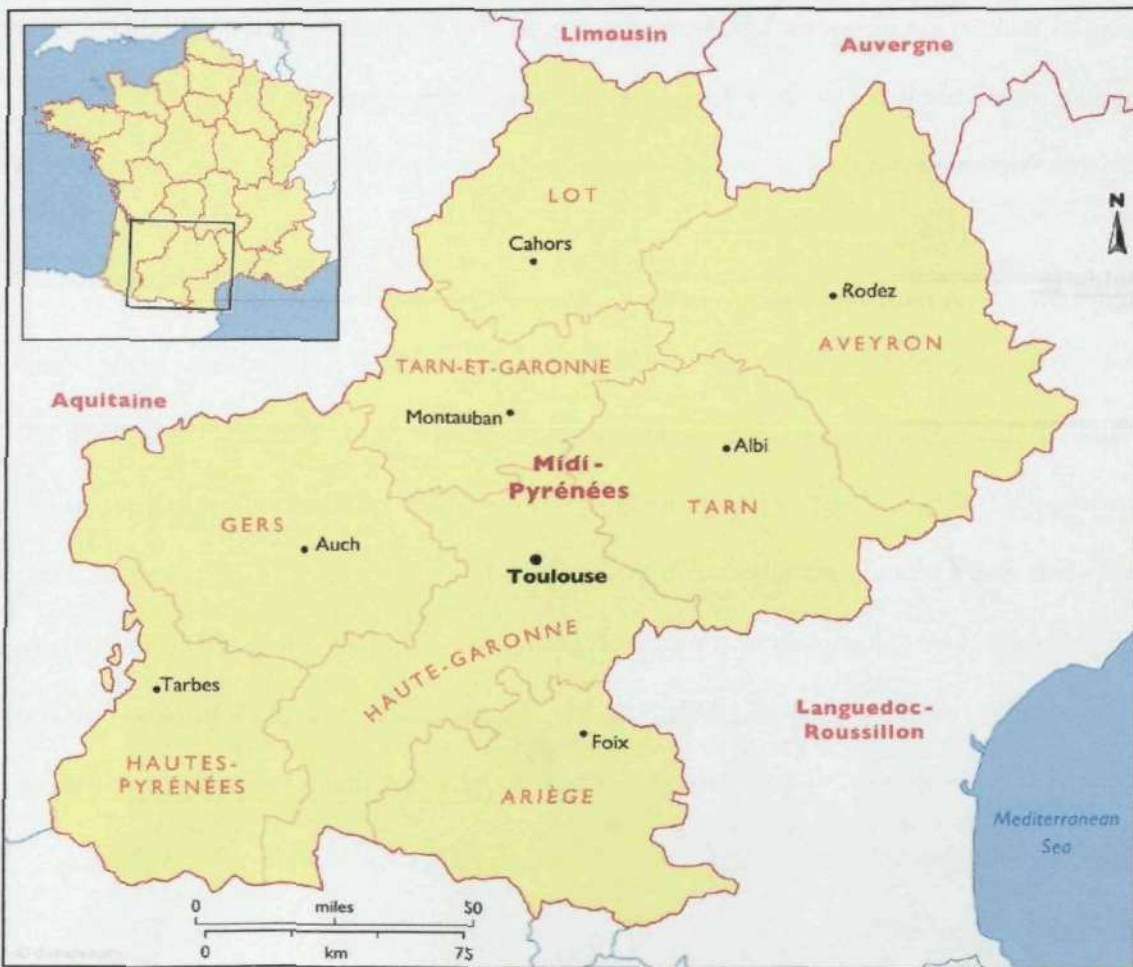 Limousin
Auvergne
LOT
N
Cahors
Rodez
AVEYRON
TARN-ET-GARONNE
Aquitaine
Montauban
Albi
Midi-
Pyrénées
TARN
GERS
Auch
Toulouse
HAUTE-GARONNE
Tarbes
Languedoc-
Roussillon
Foix
HAUTES-
PYRÉNÉES
ARIÈGE
Mediterranean
Sea
0 miles 50
0 km 75